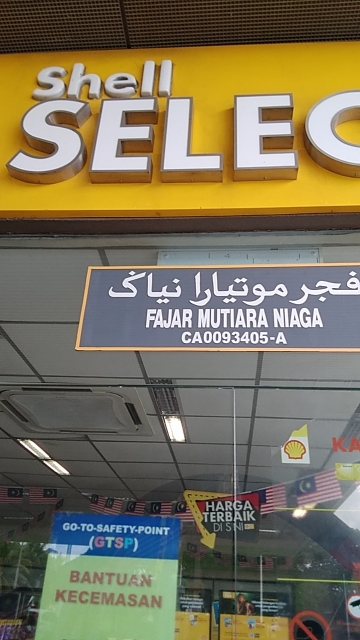 Shell
SELEC
فجر موتيارا نياݢ
FAJAR MUTIARA NIAGA
CA0093405-A
KA
HARGA
TERBAIK
DI SINI
GO-TO-SAFETY-POINT
(GTSP)
BANTUAN
KECEMASAN